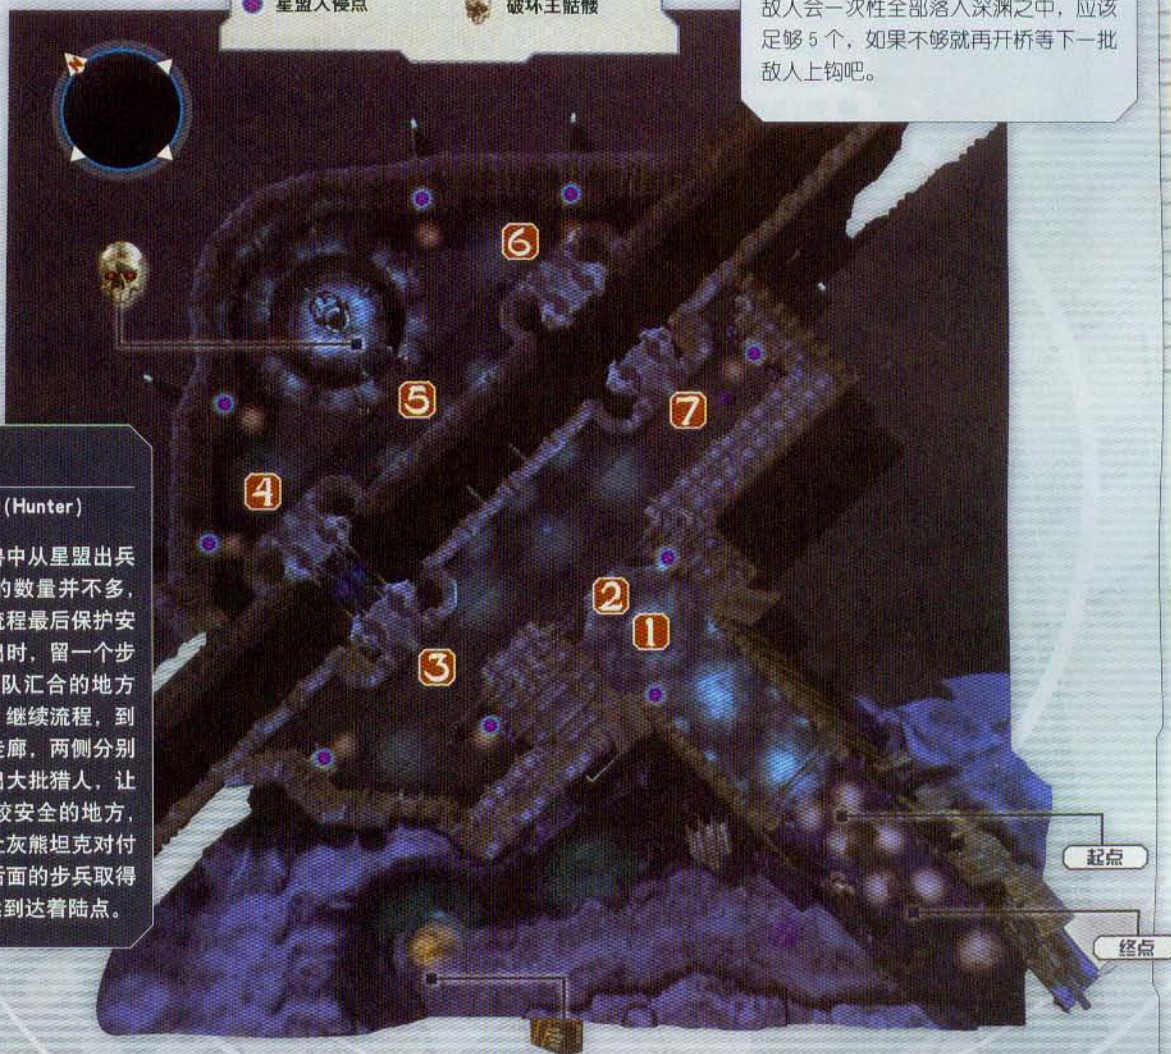 星盟入侵点
破坏王骷髅
敌人会一次性全部落入深渊之中，应该
足够5个，如果不够就再开桥等下一批
敌人上钩吧。
N
6
5
7
4
2
1
3
(Hunter)
中从星盟出兵
的数量并不多，
流程最后保护安
出时，留一个步
队汇合的地方
继续流程，到
走廊，两侧分别
出大批猎人，让
较安全的地方，
让灰熊坦克对付
后面的步兵取得
到达着陆点。
起点
终点